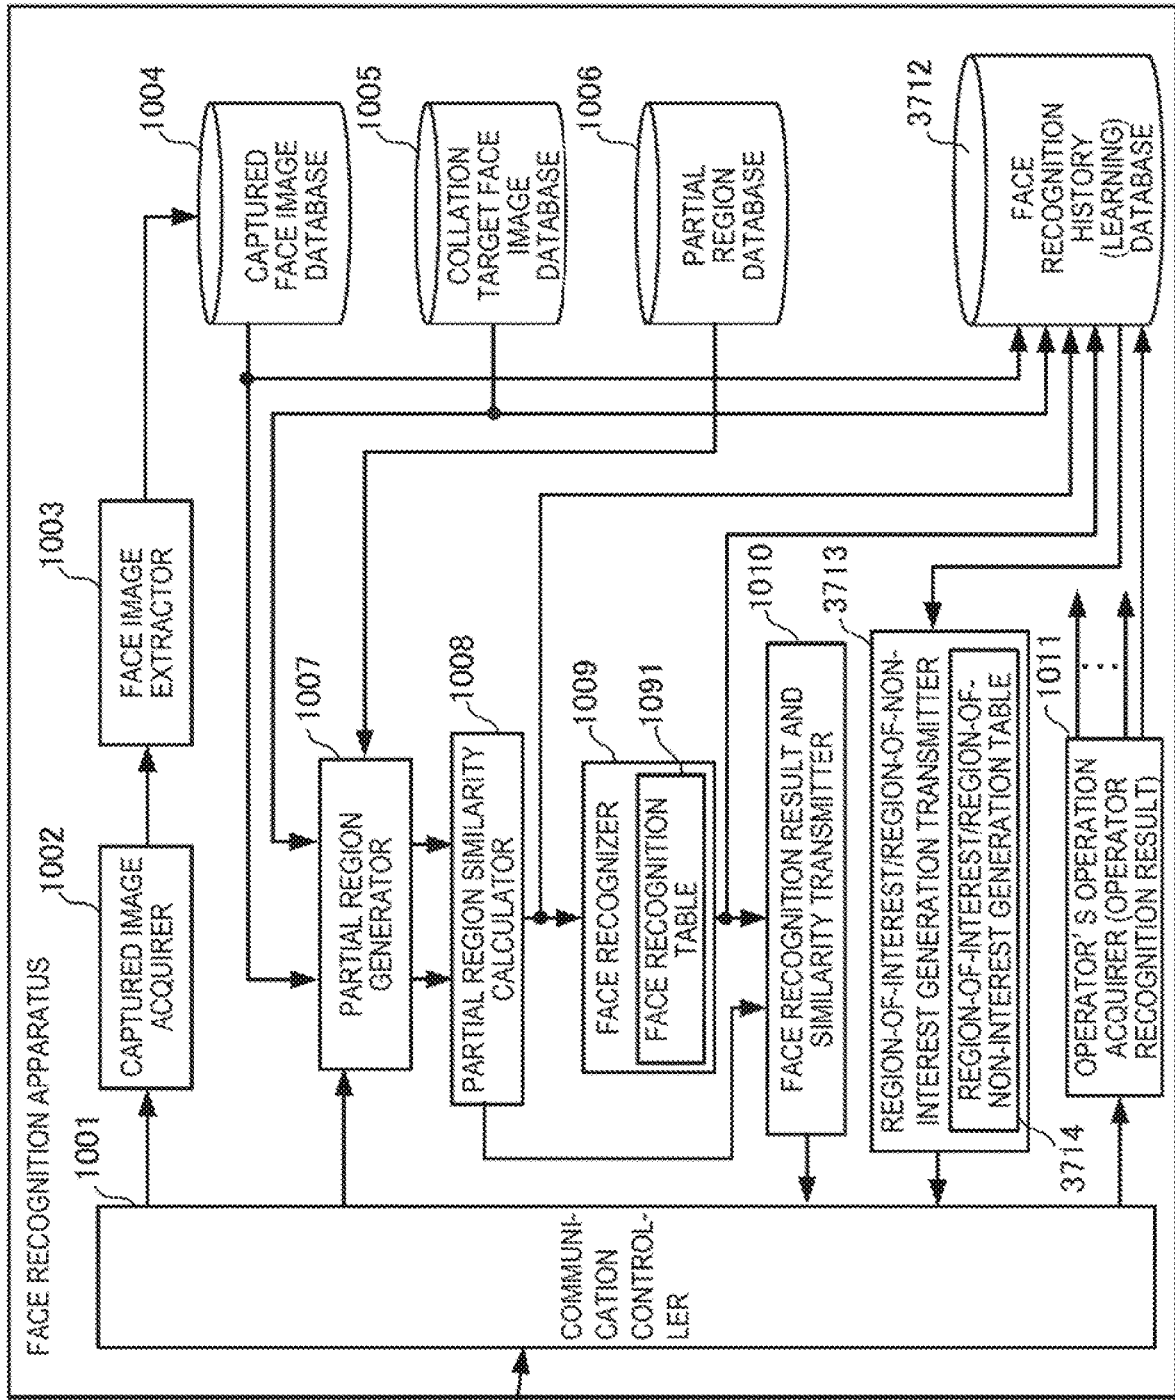 FACE RECOGNITION APPARATUS
1001
COMMUNI-
CATION
CONTROL-
LER
1002
CAPTURED IMAGE
ACQUIRER
1003
FACE IMAGE
EXTRACTOR
1004
CAPTURED
FACE IMAGE
DATABASE
1005
COLLATION
TARGET FACE
IMAGE
DATABASE
1006
PARTIAL
REGION
DATABASE
1007
PARTIAL REGION
GENERATOR
1008
PARTIAL REGION SIMILARITY
CALCULATOR
1009
FACE RECOGNIZER
1091
FACE RECOGNITION
TABLE
1010
FACE RECOGNITION RESULT AND
SIMILARITY TRANSMITTER
3713
REGION-OF-INTEREST/REGION-OF-NON-
INTEREST GENERATION TRANSMITTER
REGION-OF-INTEREST/REGION-OF-
NON-INTEREST GENERATION TABLE
3714
1011
OPERATOR'S OPERATION
ACQUIRER (OPERATOR
RECOGNITION RESULT)
3712
FACE
RECOGNITION
HISTORY
(LEARNING)
DATABASE